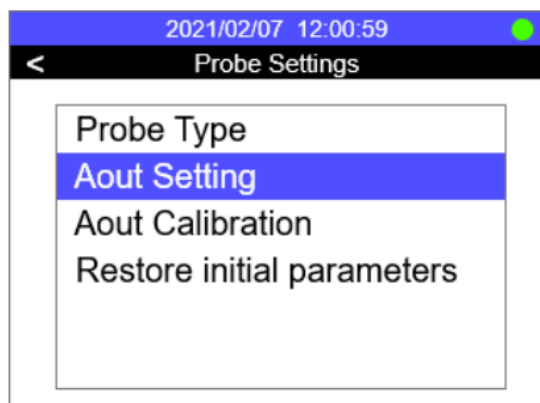 2021/02/07 12:00:59
< Probe Settings
Probe Type
Aout Setting
Aout Calibration
Restore initial parameters